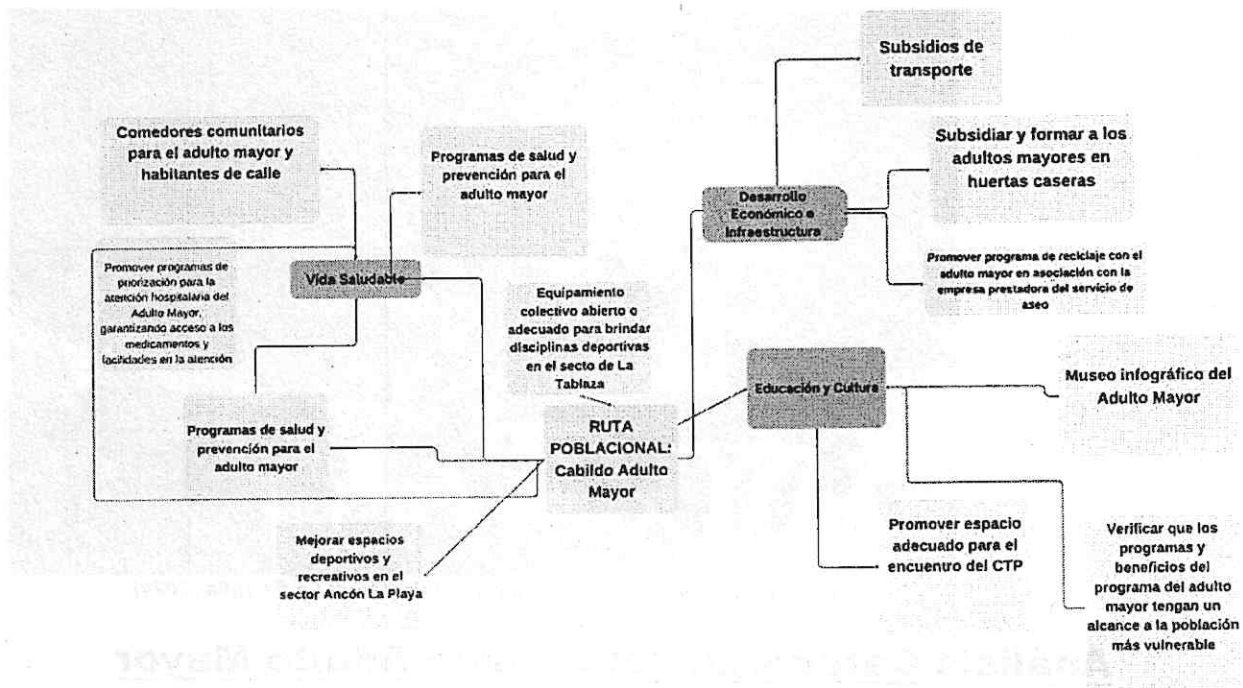 Subsidios de
transporte
Comedores comunitarios
para el adulto mayor y
habitantes de calle
Programas de salud y
prevención para el
adulto mayor
Subsidiar y formar a los
adultos mayores en
huertas caseras
Desarrollo
Económico e
Infraestructura
Promover programa de reciclaje con el
adulto mayor en asociación con la
empresa prestadora del servicio de
aseo
Promover programas de
priorización para la
atención hospitalaria del
Adulto Mayor,
garantizando acceso a los
medicamentos y
facilidades en la atención
Vida Saludable
Equipamiento
colectivo abierto o
adecuado para brindar
disciplinas deportivas
en el secto de La
Tablaza
Educación y Cultura
Museo infográfico del
Adulto Mayor
Programas de salud y
prevención para el
adulto mayor
RUTA
POBLACIONAL:
Cabildo Adulto
Mayor
Mejorar espacios
deportivos y
recreativos en el
sector Ancón La Playa
Promover espacio
adecuado para el
encuentro del CTP
Verificar que los
programas y
beneficios del
programa del adulto
mayor tengan un
alcance a la población
más vulnerable